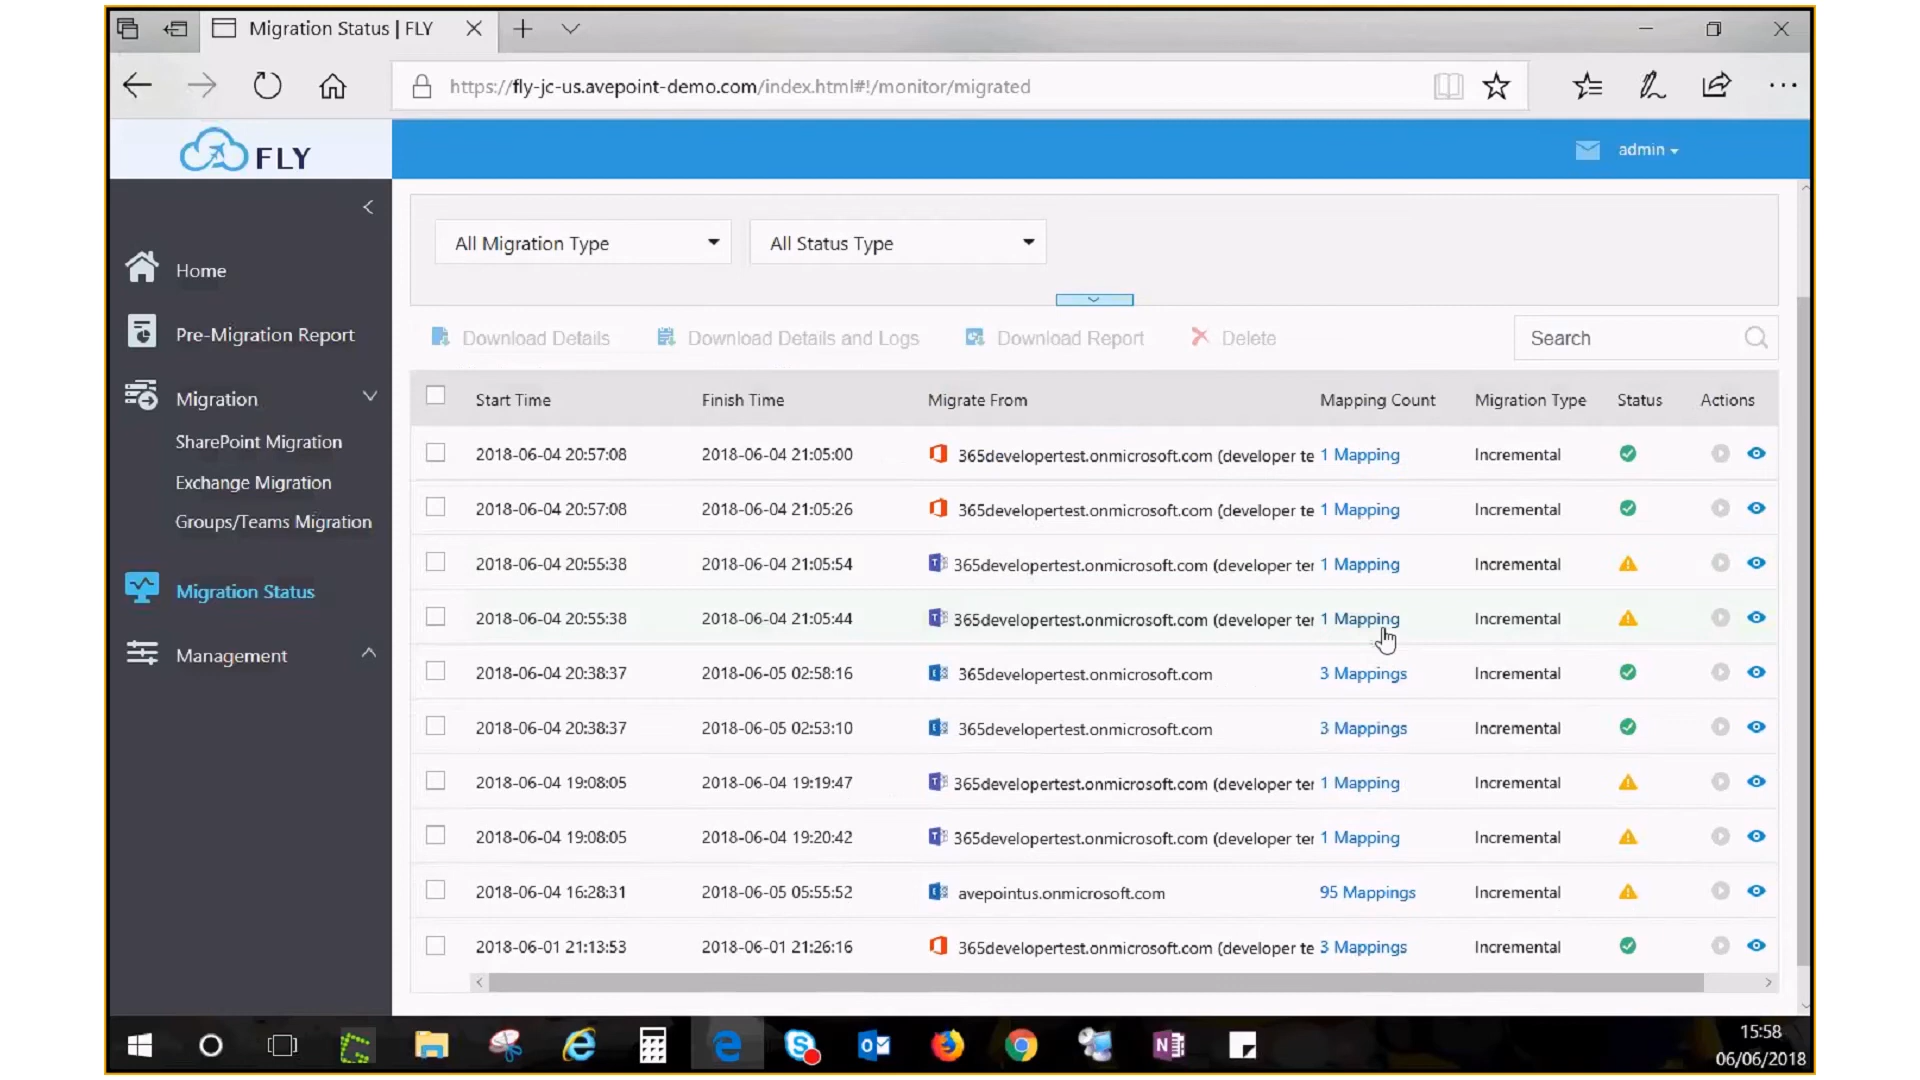 Migration Status | FLY
https://fly-jc-us.avepoint-demo.com/index.html#!/monitor/migrated
FLY
admin
Home
Pre-Migration Report
Migration
SharePoint Migration
Exchange Migration
Groups/Teams Migration
Migration Status
Management
All Migration Type All Status Type
Download Details Download Details and Logs Download Report Delete Search
Start Time Finish Time Migrate From Mapping Count Migration Type Status Actions
2018-06-04 20:57:08 2018-06-04 21:05:00 365developertest.onmicrosoft.com (developer te 1 Mapping Incremental
2018-06-04 20:57:08 2018-06-04 21:05:26 365developertest.onmicrosoft.com (developer te 1 Mapping Incremental
2018-06-04 20:55:38 2018-06-04 21:05:54 365developertest.onmicrosoft.com (developer ter 1 Mapping Incremental
2018-06-04 20:55:38 2018-06-04 21:05:44 365developertest.onmicrosoft.com (developer ter 1 Mapping Incremental
2018-06-04 20:38:37 2018-06-05 02:58:16 365developertest.onmicrosoft.com 3 Mappings Incremental
2018-06-04 20:38:37 2018-06-05 02:53:10 365developertest.onmicrosoft.com 3 Mappings Incremental
2018-06-04 19:08:05 2018-06-04 19:19:47 365developertest.onmicrosoft.com (developer ter 1 Mapping Incremental
2018-06-04 19:08:05 2018-06-04 19:20:42 365developertest.onmicrosoft.com (developer ter 1 Mapping Incremental
2018-06-04 16:28:31 2018-06-05 05:55:52 avepointus.onmicrosoft.com 95 Mappings Incremental
2018-06-01 21:13:53 2018-06-01 21:26:16 365developertest.onmicrosoft.com (developer te 3 Mappings Incremental
15:58
06/06/2018